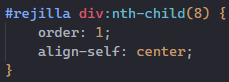 #rejilla div:nth-child(8) {
    order: 1;
    align-self: center;
}